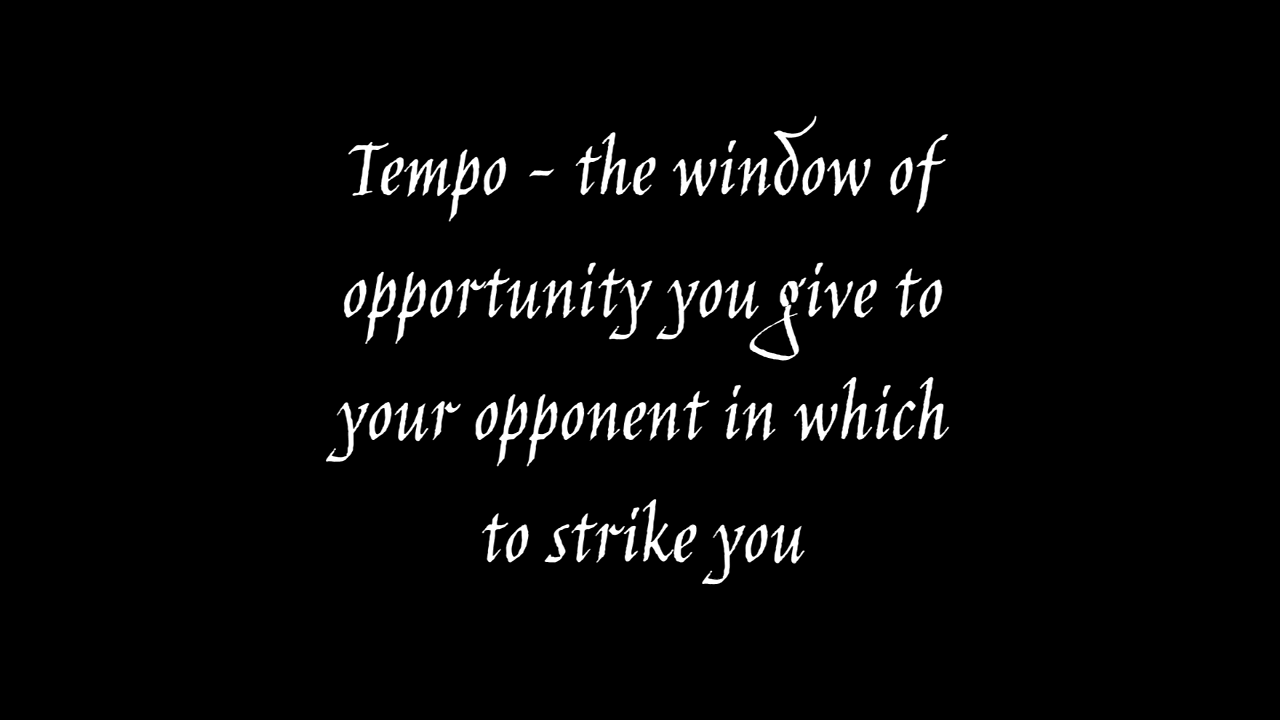 Tempo - the window of
opportunity you give to
your opponent in which
to strike you